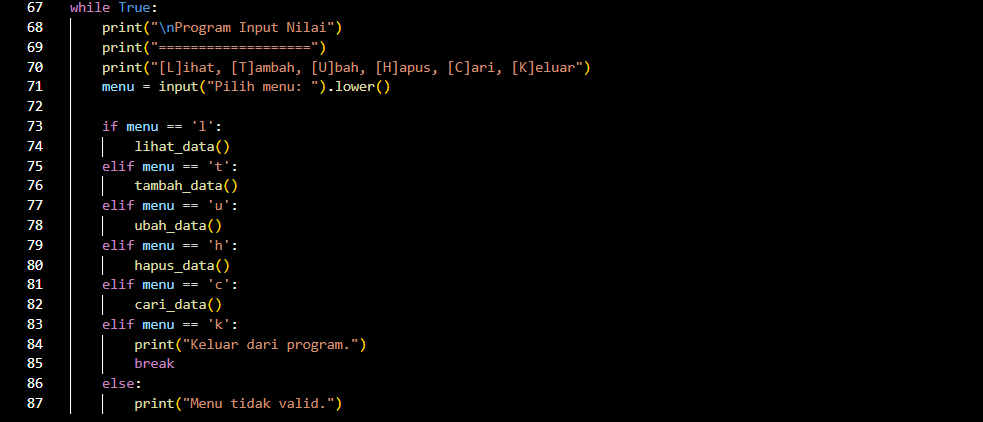 67 while True:
68     print("\nProgram Input Nilai")
69     print("===================")
70     print("[L]ihat, [T]ambah, [U]bah, [H]apus, [C]ari, [K]eluar")
71     menu = input("Pilih menu: ").lower()
72
73     if menu == 'l':
74         lihat_data()
75     elif menu == 't':
76         tambah_data()
77     elif menu == 'u':
78         ubah_data()
79     elif menu == 'h':
80         hapus_data()
81     elif menu == 'c':
82         cari_data()
83     elif menu == 'k':
84         print("Keluar dari program.")
85         break
86     else:
87         print("Menu tidak valid.")